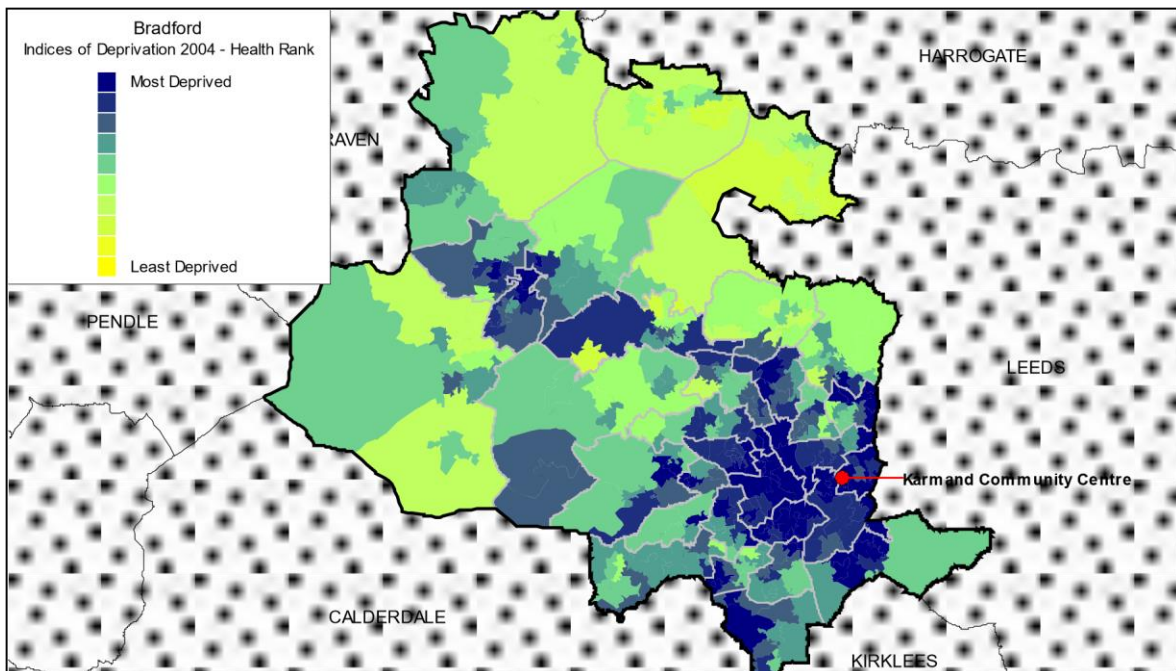 Bradford
Indices of Deprivation 2004 - Health Rank
Most Deprived
Least Deprived
HARROGATE
RAVEN
PENDLE
LEEDS
Karmand Community Centre
CALDERDALE
KIRKLEES